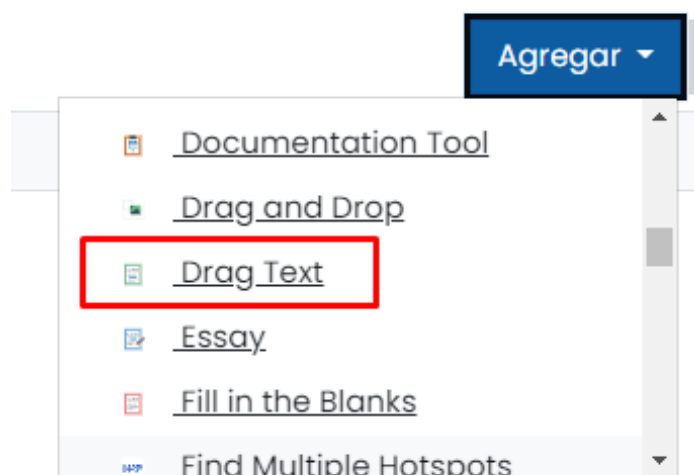 Agregar
Documentation Tool
Drag and Drop
Drag Text
Essay
Fill in the Blanks
Find Multiple Hotspots